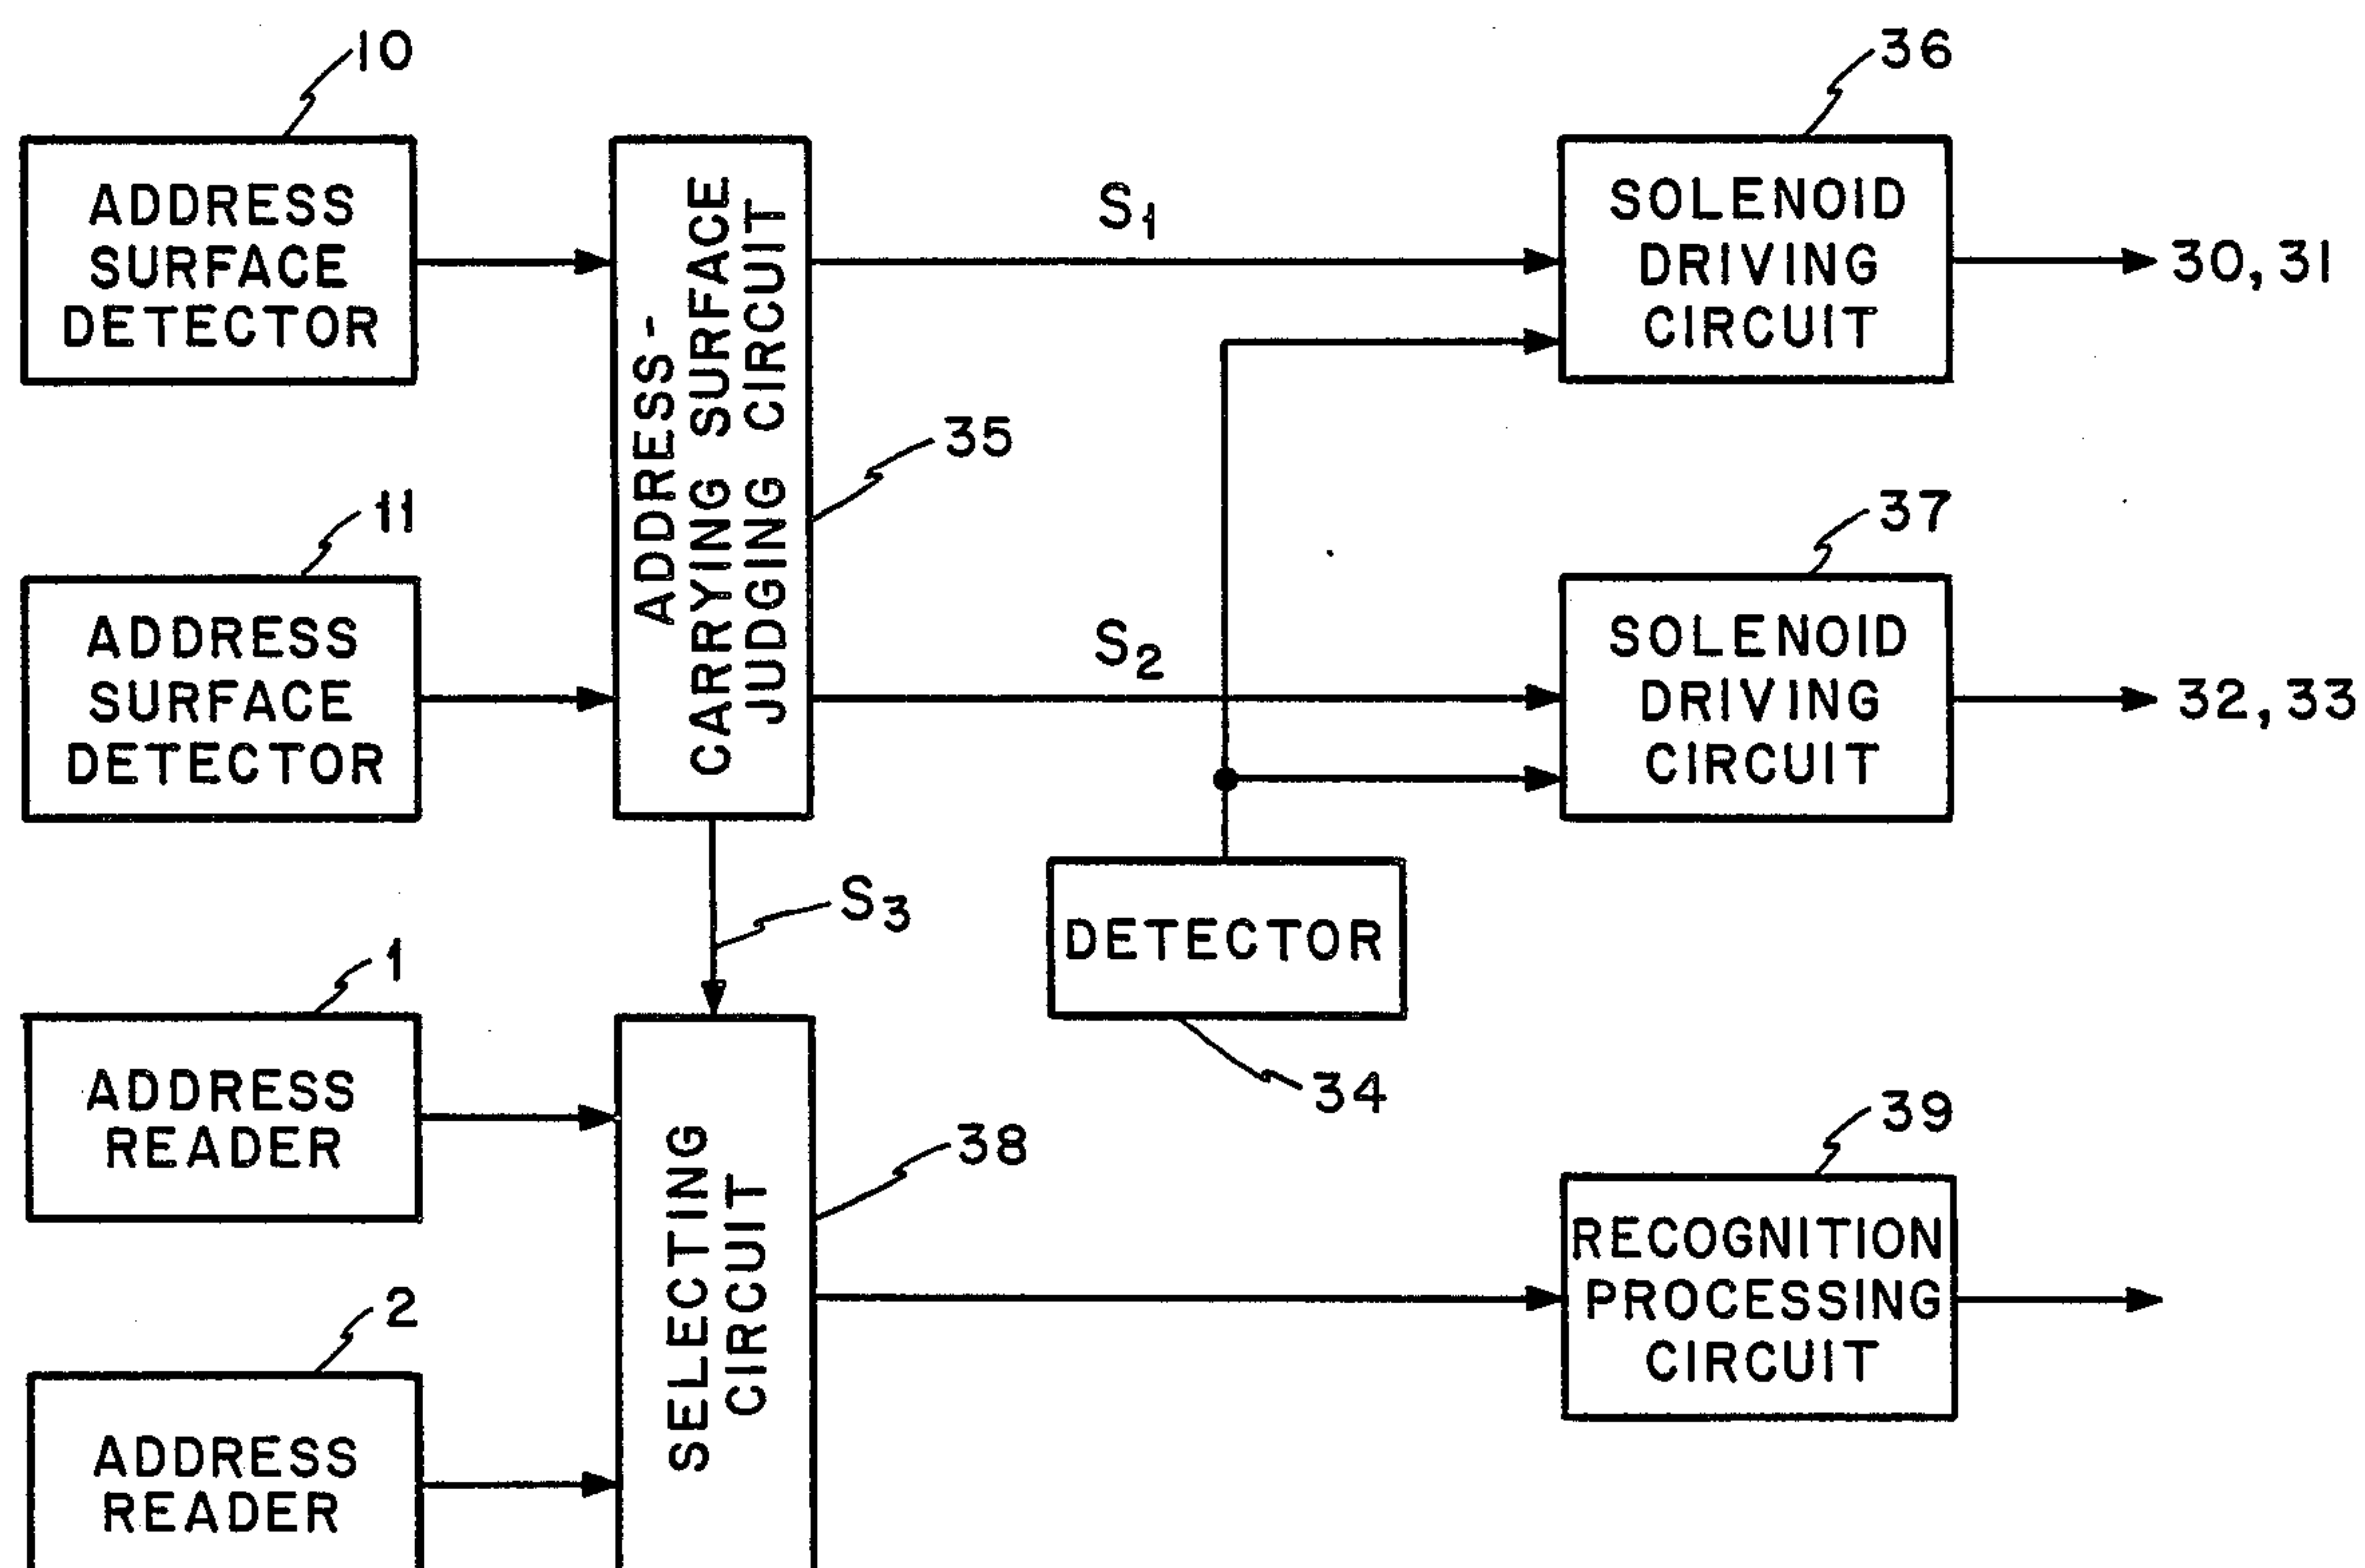 10
ADDRESS
SURFACE
DETECTOR
11
ADDRESS
SURFACE
DETECTOR
ADDRESS-
CARRYING SURFACE
JUDGING CIRCUIT
35
S1
S2
S3
36
SOLENOID
DRIVING
CIRCUIT
30,31
37
SOLENOID
DRIVING
CIRCUIT
32,33
DETECTOR
34
1
ADDRESS
READER
2
ADDRESS
READER
SELECTING
CIRCUIT
38
39
RECOGNITION
PROCESSING
CIRCUIT